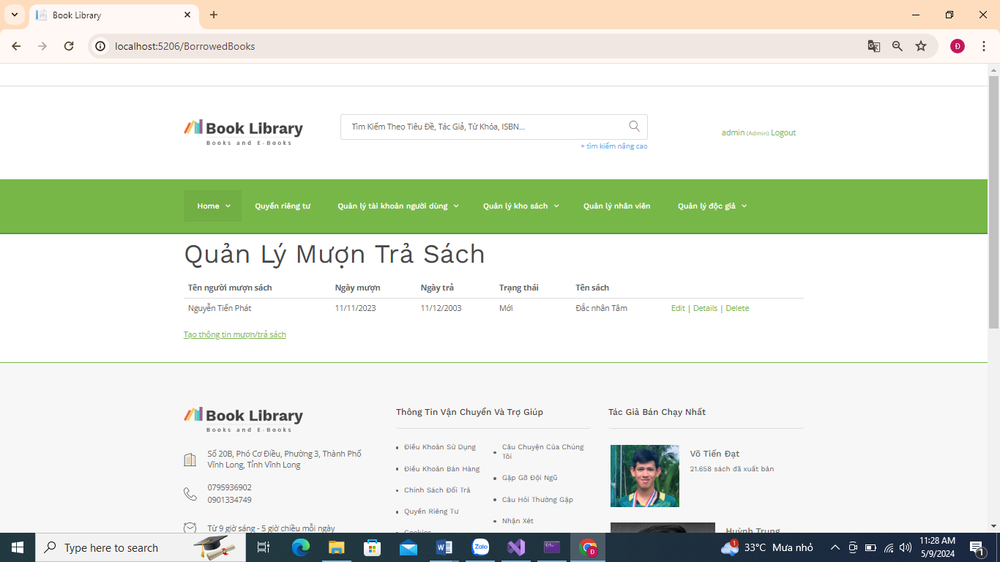 Book Library
localhost:5206/BorrowedBooks
Đ
Book Library
Books and E-Books
Tìm Kiếm Theo Tiêu Đề, Tác Giả, Từ Khóa, ISBN...
+ tìm kiếm nâng cao
admin (Admin) Logout
Home Quyền riêng tư Quản lý tài khoản người dùng Quản lý kho sách Quản lý nhân viên Quản lý độc giả
Quản Lý Mượn Trả Sách
Tên người mượn sách Ngày mượn Ngày trả Trạng thái Tên sách
Nguyễn Tiến Phát 11/11/2023 11/12/2003 Mới Đắc nhân Tâm Edit | Details | Delete
Tạo thông tin mượn/trả sách
Book Library
Books and E-Books
Số 20B, Phó Cơ Điều, Phường 3, Thành Phố
Vĩnh Long, Tỉnh Vĩnh Long
0795936902
0901334749
Từ 9 giờ sáng - 5 giờ chiều mỗi ngày
Thông Tin Vận Chuyển Và Trợ Giúp
Điều Khoản Sử Dụng
Điều Khoản Bán Hàng
Chính Sách Đổi Trả
Quyền Riêng Tư
Cookies
Câu Chuyện Của Chúng
Tôi
Gặp Gỡ Đội Ngũ
Câu Hỏi Thường Gặp
Nhận Xét
Tác Giả Bán Chạy Nhất
Võ Tiến Đạt
21.658 sách đã xuất bản
Huỳnh Trung
Type here to search
Zalo
Đ
1
33°C Mưa nhỏ
11:28 AM
5/9/2024
1